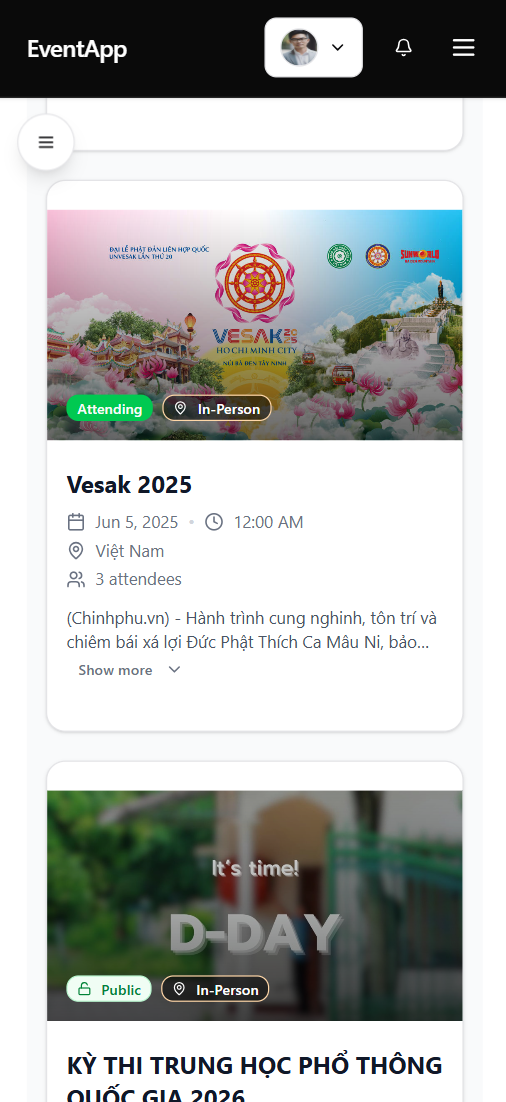 EventApp
ĐẠI LỄ PHẬT ĐẢN LIÊN HỢP QUỐC
UNVESAK LẦN THỨ 20
VESAK 2025
HO CHI MINH CITY
NÚI BÀ ĐEN TÂY NINH
Attending
In-Person
Vesak 2025
Jun 5, 2025 • 12:00 AM
Việt Nam
3 attendees
(Chinhphu.vn) - Hành trình cung nghinh, tôn trí và
chiêm bái xá lợi Đức Phật Thích Ca Mâu Ni, bảo...
Show more
It's time!
D-DAY
Public
In-Person
KỲ THI TRUNG HỌC PHỔ THÔNG
QUỐC GIA 2026